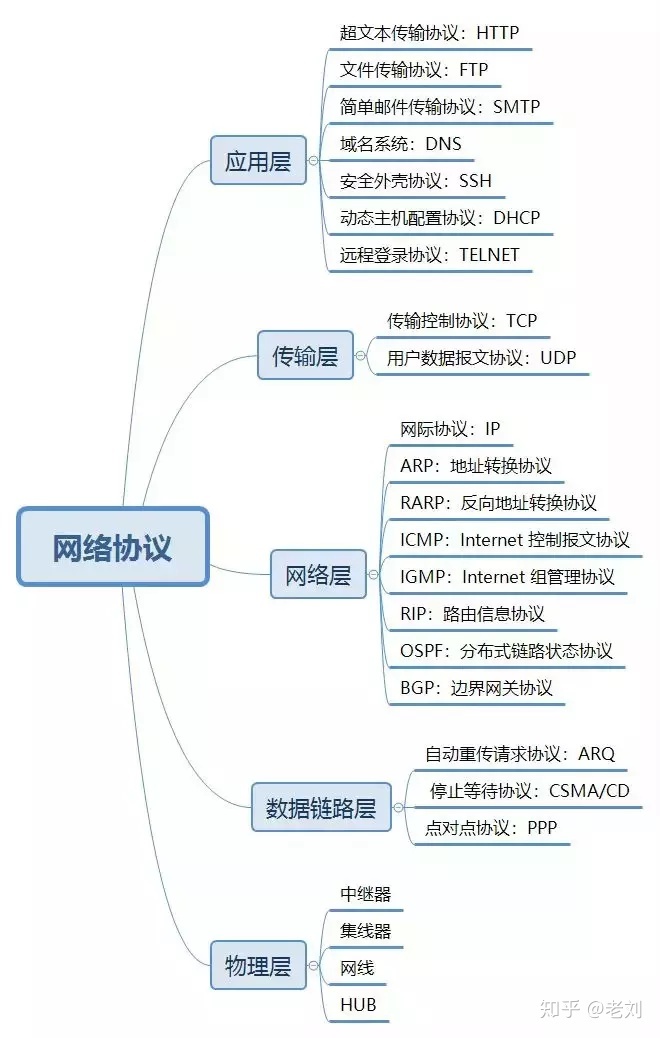 网络协议
应用层
超文本传输协议：HTTP
文件传输协议：FTP
简单邮件传输协议：SMTP
域名系统：DNS
安全外壳协议：SSH
动态主机配置协议：DHCP
远程登录协议：TELNET
传输层
传输控制协议：TCP
用户数据报文协议：UDP
网络层
网际协议：IP
ARP：地址转换协议
RARP：反向地址转换协议
ICMP：Internet 控制报文协议
IGMP：Internet 组管理协议
RIP：路由信息协议
OSPF：分布式链路状态协议
BGP：边界网关协议
数据链路层
自动重传请求协议：ARQ
停止等待协议：CSMA/CD
点对点协议：PPP
物理层
中继器
集线器
网线
HUB
知乎 @老刘